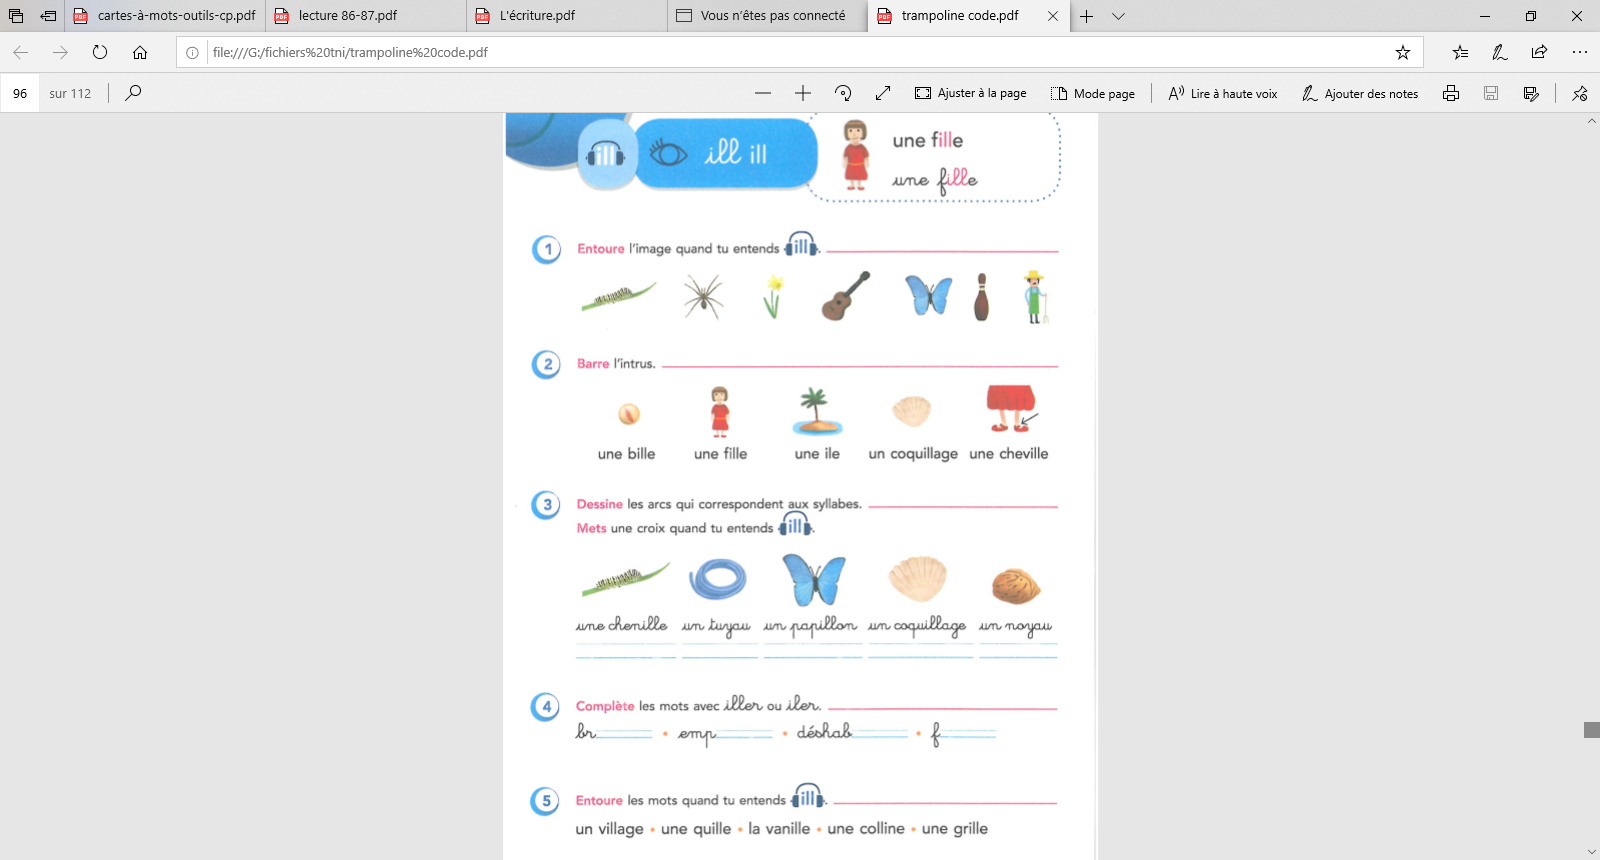 cartes-à-mots-outils-cp.pdf lecture 86-87.pdf L'écriture.pdf Vous n'êtes pas connecté trampoline code.pdf
file:///G:/fichiers%20tni/trampoline%20code.pdf
96 sur 112 Ajuster à la page Mode page Lire à haute voix Ajouter des notes
ill ill ill
une fille
une fille
1 Entoure l'image quand tu entends ill.
2 Barre l'intrus.
une bille une fille une ile un coquillage une cheville
3 Dessine les arcs qui correspondent aux syllabes.
Mets une croix quand tu entends ill.
une chenille un tuyau un papillon un coquillage un noyau
4 Complète les mots avec iller ou iler.
br • emp • déshab • f
5 Entoure les mots quand tu entends ill.
un village • une quille • la vanille • une colline • une grille